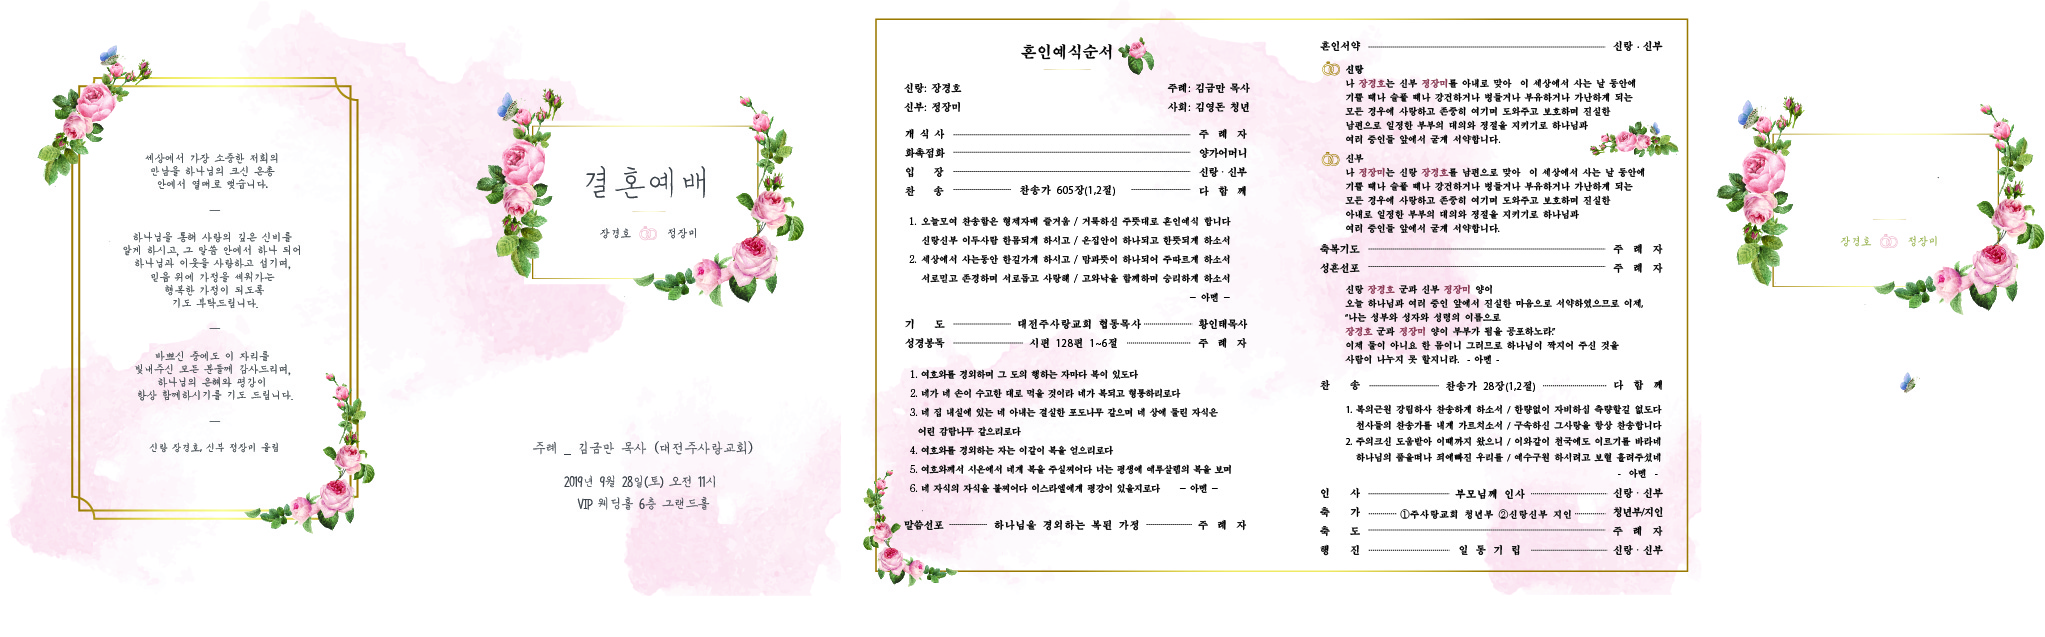 세상에서 가장 소중한 저희의
만남을 하나님의 크신 은총
안에서 열매로 맺습니다.
—
하나님을 통해 사랑의 깊은 신비를
알게 하시고, 그 말씀 안에서 하나 되어
하나님과 이웃을 사랑하고 섬기며,
믿음 위에 가정을 세워가는
행복한 가정이 되도록
기도 부탁드립니다.
—
바쁘신 중에도 이 자리를
빛내주신 모든 분들께 감사드리며,
하나님의 은혜와 평강이
항상 함께하시기를 기도 드립니다.
—
신랑 장경호, 신부 정장미 올림
결혼예배
장경호 정장미
주례 _ 김금만 목사 (대전주사랑교회)
2019년 9월 28일(토) 오전 11시
VIP 웨딩홀 6층 그랜드홀
혼인예식순서
신랑: 장경호 주례: 김금만 목사
신부: 정장미 사회: 김영돈 청년
개 식 사 주 례 자
화촉점화 양가어머니
입 장 신랑 · 신부
찬 송 찬송가 605장(1,2절) 다 함 께
1. 오늘모여 찬송함은 형제자매 즐거움 / 거룩하신 주뜻대로 혼인예식 합니다
신랑신부 이두사람 한몸되게 하시고 / 온집안이 하나되고 한뜻되게 하소서
2. 세상에서 사는동안 한길가게 하시고 / 맘과뜻이 하나되어 주따르게 하소서
서로믿고 존경하며 서로돕고 사랑해 / 고와낙을 함께하며 승리하게 하소서
– 아멘 –
기 도 대전주사랑교회 협동목사 황인태목사
성경봉독 시편 128편 1~6절 주 례 자
1. 여호와를 경외하며 그 도의 행하는 자마다 복이 있도다
2. 네가 네 손이 수고한 대로 먹을 것이라 네가 복되고 형통하리로다
3. 네 집 내실에 있는 네 아내는 결실한 포도나무 같으며 네 상에 둘린 자식은
어린 감람나무 같으리로다
4. 여호와를 경외하는 자는 이같이 복을 얻으리로다
5. 여호와께서 시온에서 네게 복을 주실찌어다 너는 평생에 예루살렘의 복을 보며
6. 네 자식의 자식을 볼찌어다 이스라엘에게 평강이 있을지로다 – 아멘 –
말씀선포 하나님을 경외하는 복된 가정 주 례 자
혼인서약 신랑 · 신부
신랑
나 장경호는 신부 정장미를 아내로 맞아 이 세상에서 사는 날 동안에
기쁠 때나 슬플 때나 강건하거나 병들거나 부유하거나 가난하게 되는
모든 경우에 사랑하고 존중히 여기며 도와주고 보호하며 진실한
남편으로 일정한 부부의 대의와 정절을 지키기로 하나님과
여러 증인들 앞에서 굳게 서약합니다.
신부
나 정장미는 신랑 장경호를 남편으로 맞아 이 세상에서 사는 날 동안에
기쁠 때나 슬플 때나 강건하거나 병들거나 부유하거나 가난하게 되는
모든 경우에 사랑하고 존중히 여기며 도와주고 보호하며 진실한
아내로 일정한 부부의 대의와 정절을 지키기로 하나님과
여러 증인들 앞에서 굳게 서약합니다.
축복기도 주 례 자
성혼선포 주 례 자
신랑 장경호 군과 신부 정장미 양이
오늘 하나님과 여러 증인 앞에서 진실한 마음으로 서약하였으므로 이제,
"나는 성부와 성자와 성령의 이름으로
장경호 군과 정장미 양이 부부가 됨을 공포하노라."
이제 둘이 아니요 한 몸이니 그러므로 하나님이 짝지어 주신 것을
사람이 나누지 못 할지니라. - 아멘 -
찬 송 찬송가 28장(1,2절) 다 함 께
1. 복의근원 강림하사 찬송하게 하소서 / 한량없이 자비하심 측량할길 없도다
천사들의 찬송가를 내게 가르치소서 / 구속하신 그사랑을 항상 찬송합니다
2. 주의크신 도움받아 이때까지 왔으니 / 이와같이 천국에도 이르기를 바라네
하나님의 품을떠나 죄에빠진 우리를 / 예수구원 하시려고 보혈 흘려주셨네
- 아멘 -
인 사 부모님께 인사 신랑 · 신부
축 가 ①주사랑교회 청년부 ②신랑신부 지인 청년부/지인
축 도 주 례 자
행 진 일 동 기 립 신랑 · 신부
장경호 정장미